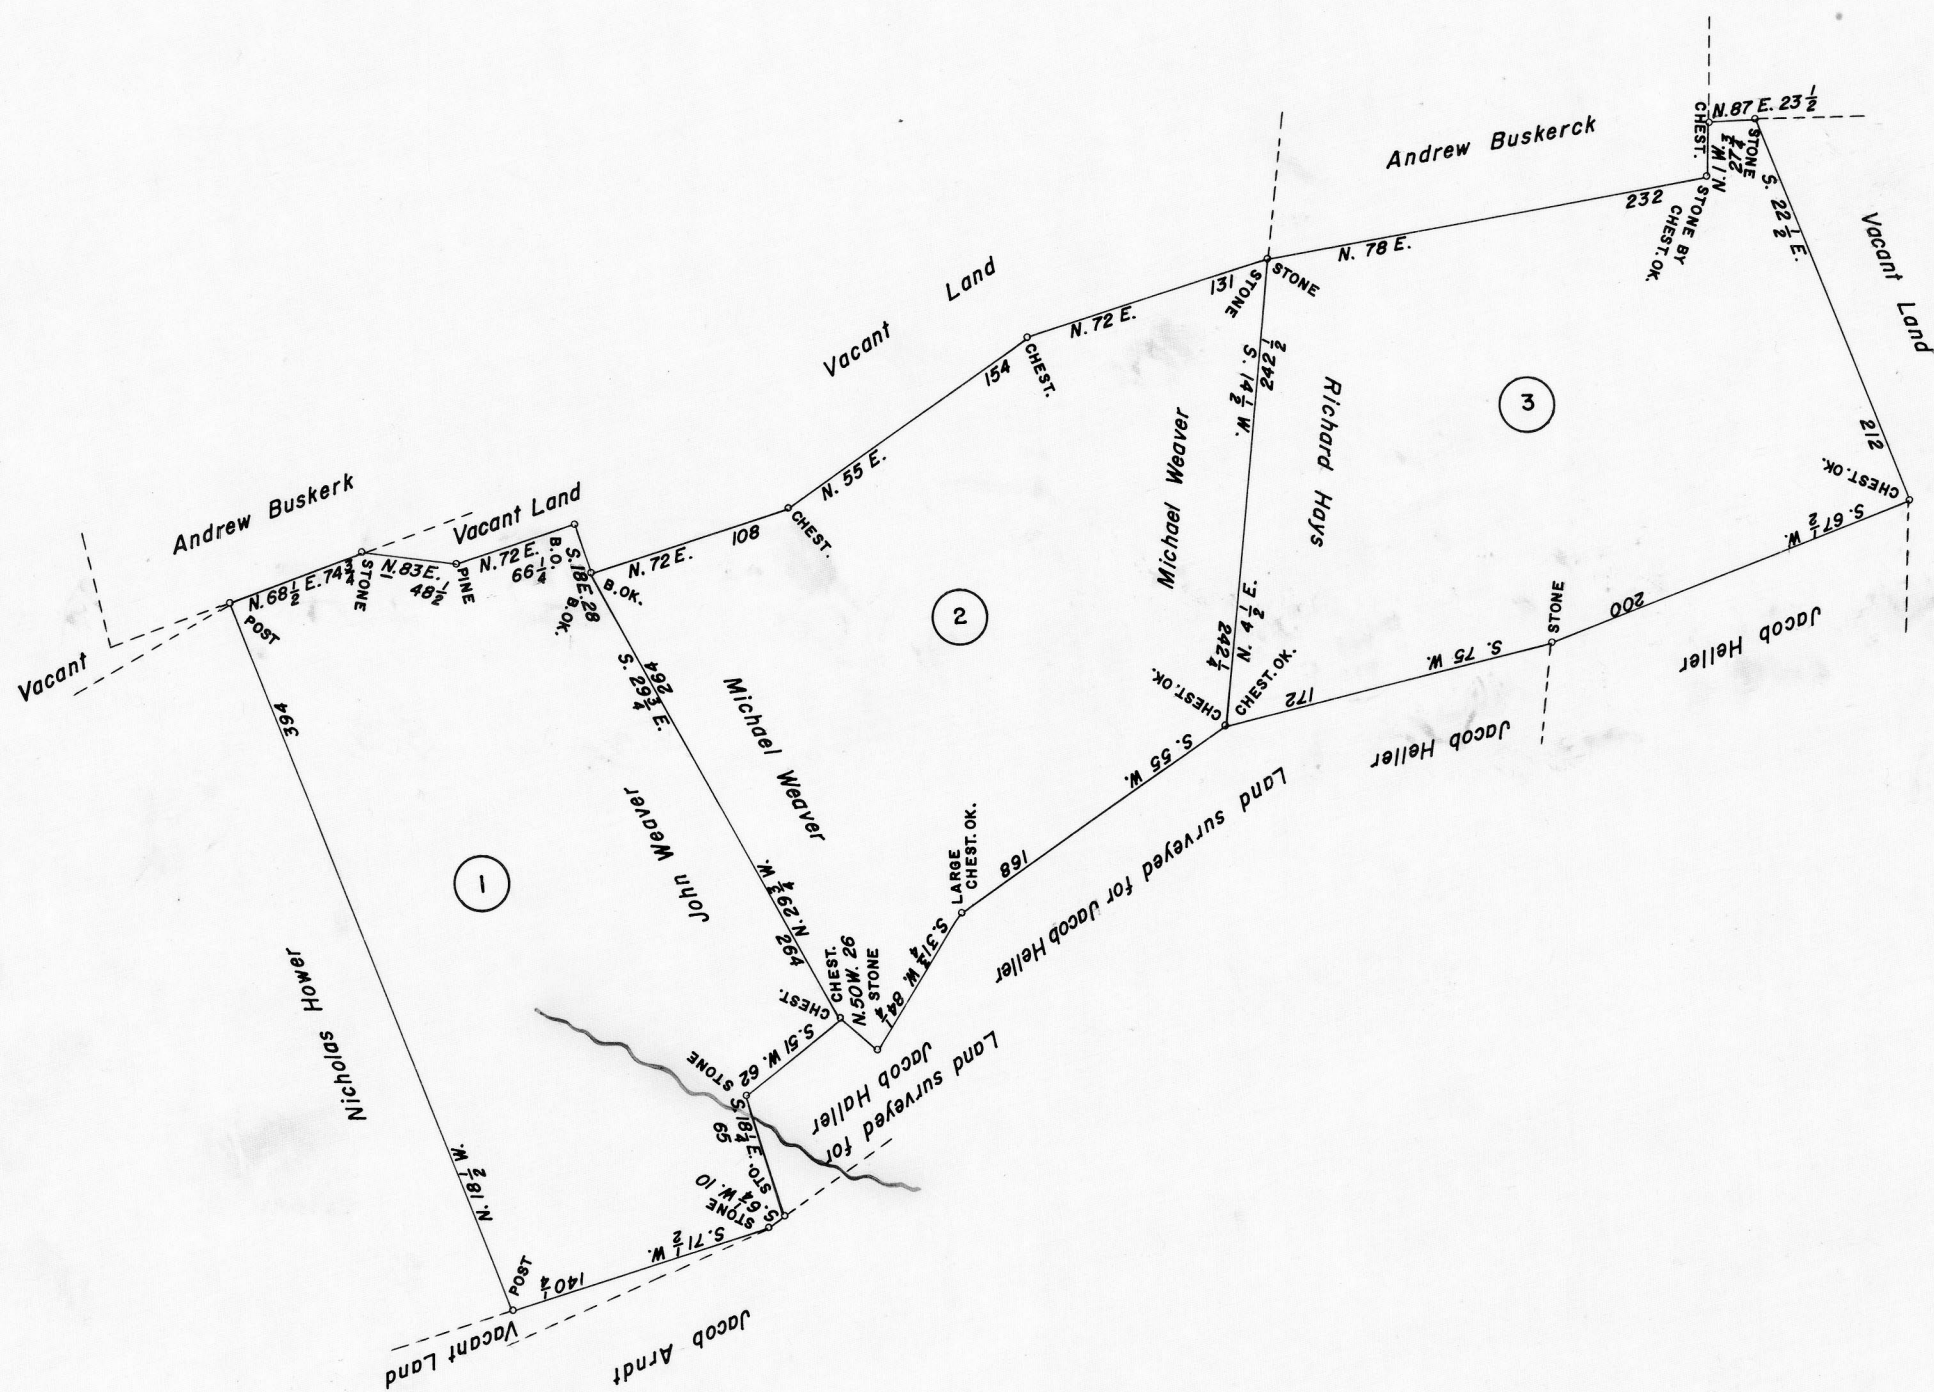 Andrew Buskerck
CHEST.
N. 87 E. 23 1/2
STONE
N. 1 W.
STONE BY
CHEST. OK.
S. 22 1/2 E.
Vacant Land
232
N. 78 E.
STONE
STONE
131
N. 72 E.
Vacant Land
CHEST.
154
N. 55 E.
CHEST.
108
N. 72 E.
B. OK.
S. 14 1/2 W.
242 1/2
Michael Weaver
Richard Hays
3
212
CHEST. OK.
S. 67 1/2 W.
200
Jacob Heller
STONE
S. 75 W.
172
Jacob Heller
N. 4 1/2 E.
242 1/4
CHEST. OK.
CHEST. OK.
S. 55 W.
168
Land surveyed for Jacob Heller
LARGE
CHEST. OK.
S. 31 3/4 W. 84 1/4
2
Andrew Buskerk
Vacant Land
Vacant
N. 68 1/2 E. 74 3/4
STONE
N. 83 E.
48 1/2
PINE
N. 72 E.
66 1/4
B.O.
S. 18 E. 28
B. OK.
POST
394
S. 29 3/4 E.
264
Michael Weaver
John Weaver
1
N. 29 3/4 W.
264
CHEST.
CHEST.
N. 50 W. 26
STONE
S. 51 W. 62
STONE
S. 18 1/4 E.
65
STO.
W. 10
STONE
Land surveyed for
Jacob Haller
Nicholas Hower
N. 18 1/2 W.
POST
S. 71 1/2 W.
140 1/4
Vacant Land
Jacob Arndt